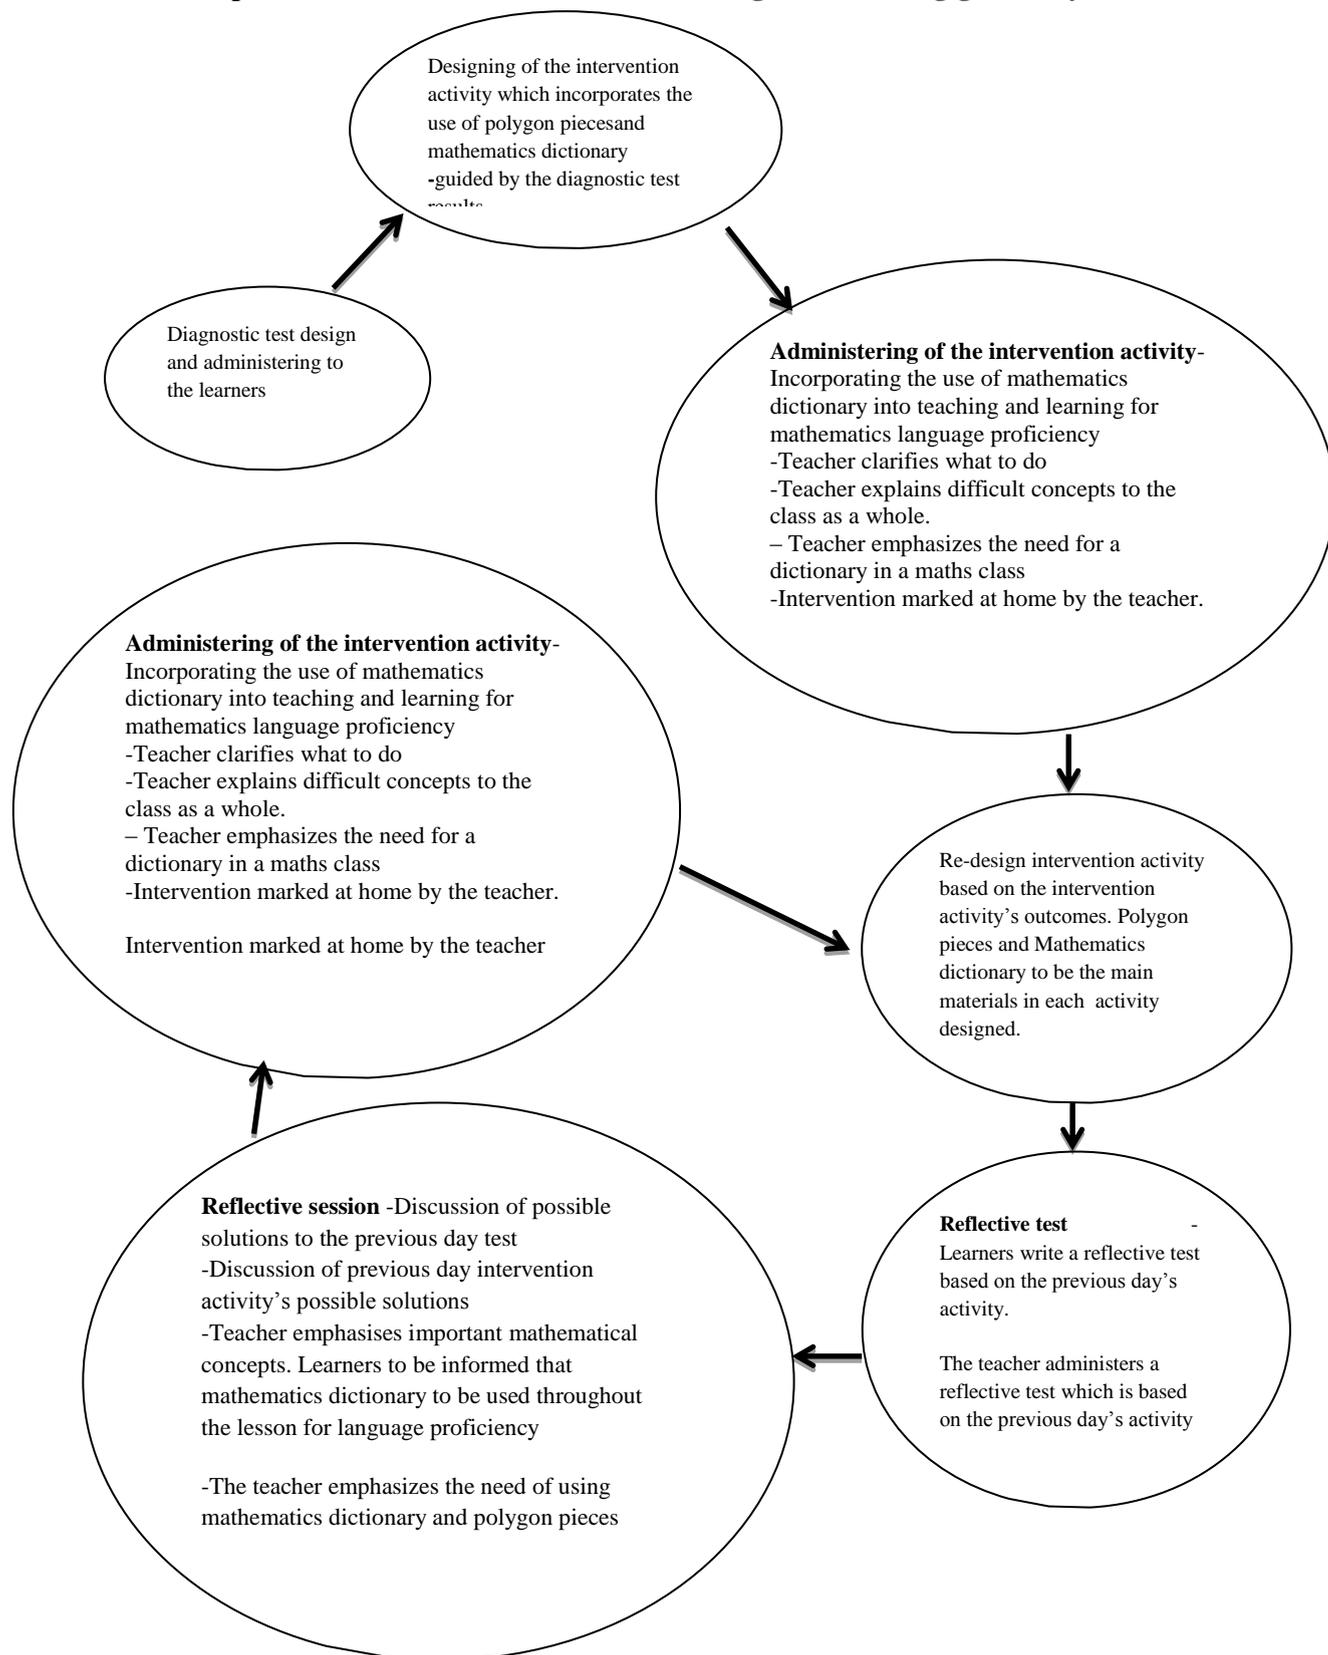 Designing of the intervention
activity which incorporates the
use of polygon piecesand
mathematics dictionary
-guided by the diagnostic test
results
Diagnostic test design
and administering to
the learners
Administering of the intervention activity-
Incorporating the use of mathematics
dictionary into teaching and learning for
mathematics language proficiency
-Teacher clarifies what to do
-Teacher explains difficult concepts to the
class as a whole.
– Teacher emphasizes the need for a
dictionary in a maths class
-Intervention marked at home by the teacher.
Administering of the intervention activity-
Incorporating the use of mathematics
dictionary into teaching and learning for
mathematics language proficiency
-Teacher clarifies what to do
-Teacher explains difficult concepts to the
class as a whole.
– Teacher emphasizes the need for a
dictionary in a maths class
-Intervention marked at home by the teacher.
Intervention marked at home by the teacher
Re-design intervention activity
based on the intervention
activity’s outcomes. Polygon
pieces and Mathematics
dictionary to be the main
materials in each activity
designed.
Reflective test -
Learners write a reflective test
based on the previous day’s
activity.
The teacher administers a
reflective test which is based
on the previous day’s activity
Reflective session -Discussion of possible
solutions to the previous day test
-Discussion of previous day intervention
activity’s possible solutions
-Teacher emphasises important mathematical
concepts. Learners to be informed that
mathematics dictionary to be used throughout
the lesson for language proficiency
-The teacher emphasizes the need of using
mathematics dictionary and polygon pieces